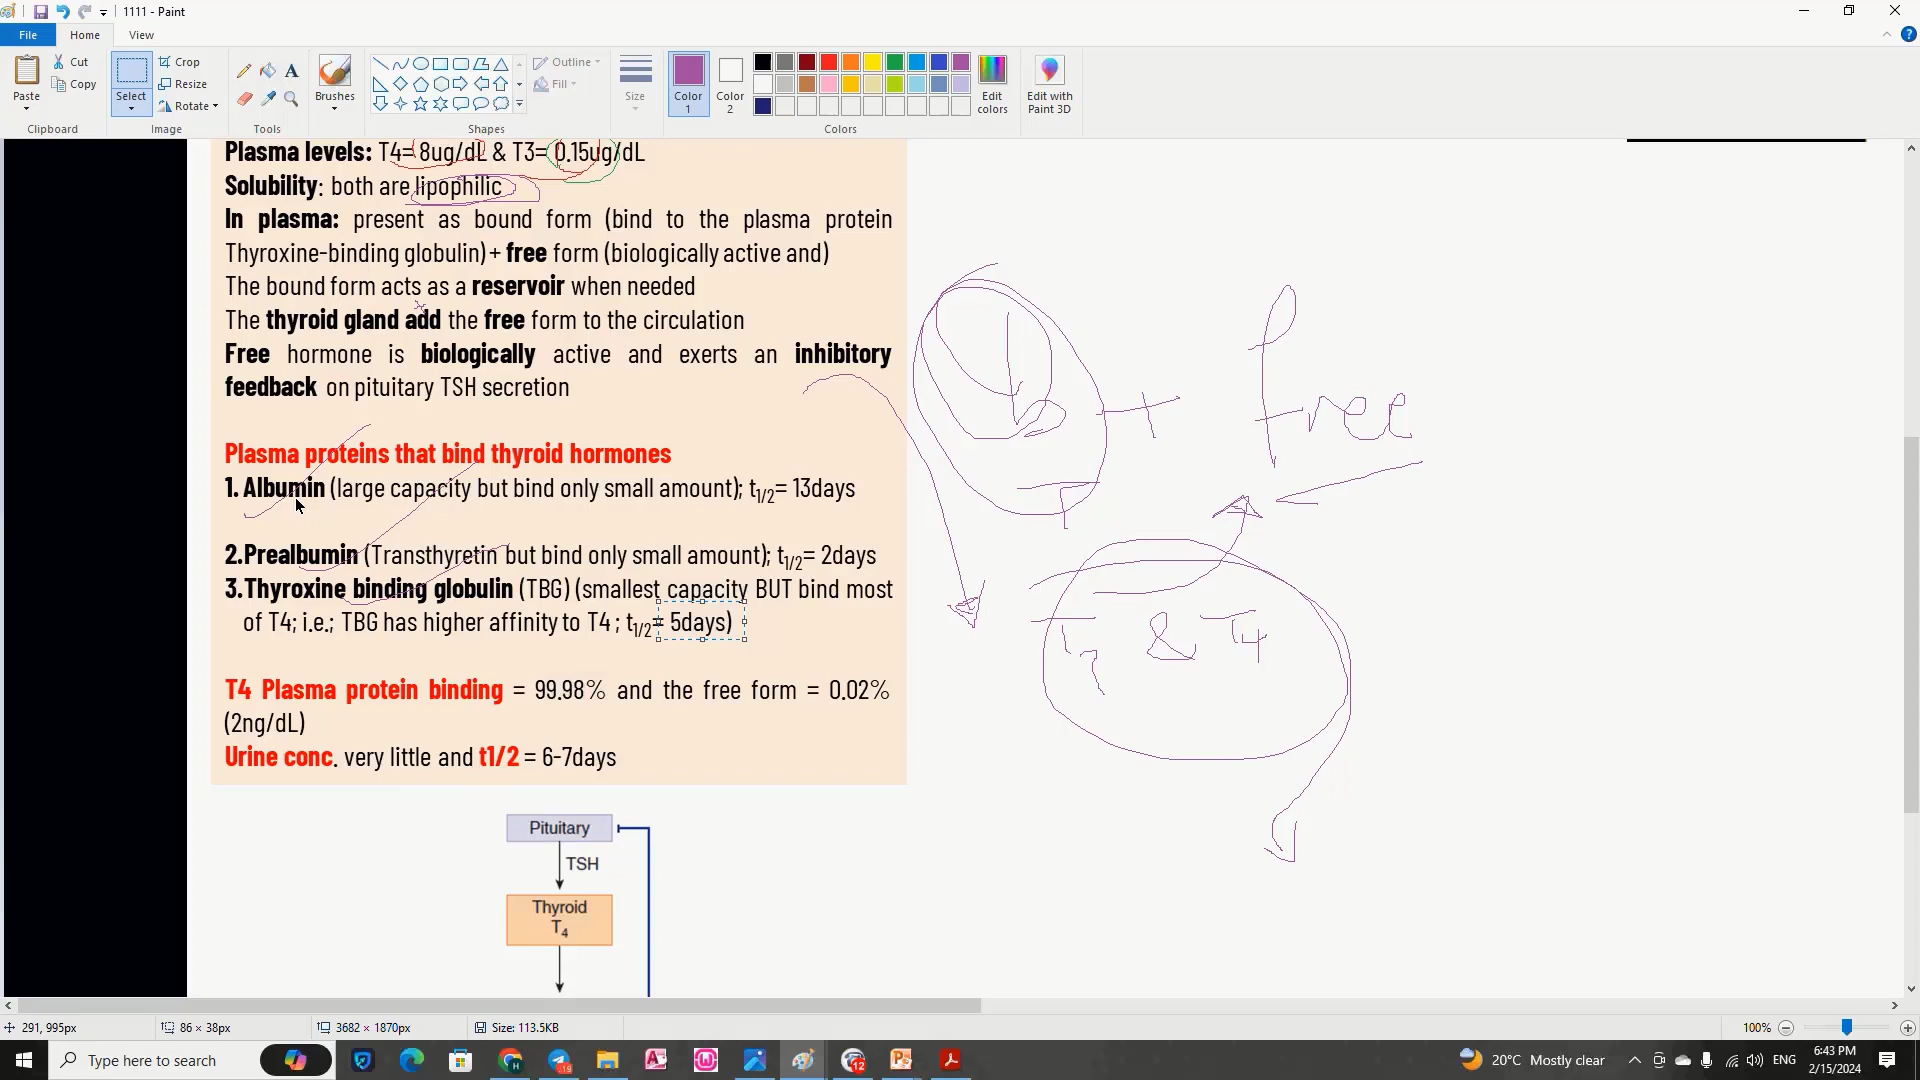 1111 - Paint
File
Home
View
Paste
Cut
Copy
Clipboard
Select
Crop
Resize
Rotate
Image
Tools
Brushes
Shapes
Outline
Fill
Size
Color 1
Color 2
Colors
Edit colors
Edit with Paint 3D
Plasma levels: T4= 8ug/dL & T3= 0.15ug/dL
Solubility: both are lipophilic
In plasma: present as bound form (bind to the plasma protein
Thyroxine-binding globulin) + free form (biologically active and)
The bound form acts as a reservoir when needed
The thyroid gland add the free form to the circulation
Free hormone is biologically active and exerts an inhibitory
feedback on pituitary TSH secretion
Plasma proteins that bind thyroid hormones
1. Albumin (large capacity but bind only small amount); t1/2= 13days
2.Prealbumin (Transthyretin but bind only small amount); t1/2= 2days
3.Thyroxine binding globulin (TBG) (smallest capacity BUT bind most
of T4; i.e.; TBG has higher affinity to T4 ; t1/2= 5days)
T4 Plasma protein binding = 99.98% and the free form = 0.02%
(2ng/dL)
Urine conc. very little and t1/2 = 6-7days
Pituitary
TSH
Thyroid
T4
+ free
& T4
291, 995px
86 × 38px
3682 × 1870px
Size: 113.5KB
100%
Type here to search
20°C Mostly clear
ENG
6:43 PM
2/15/2024